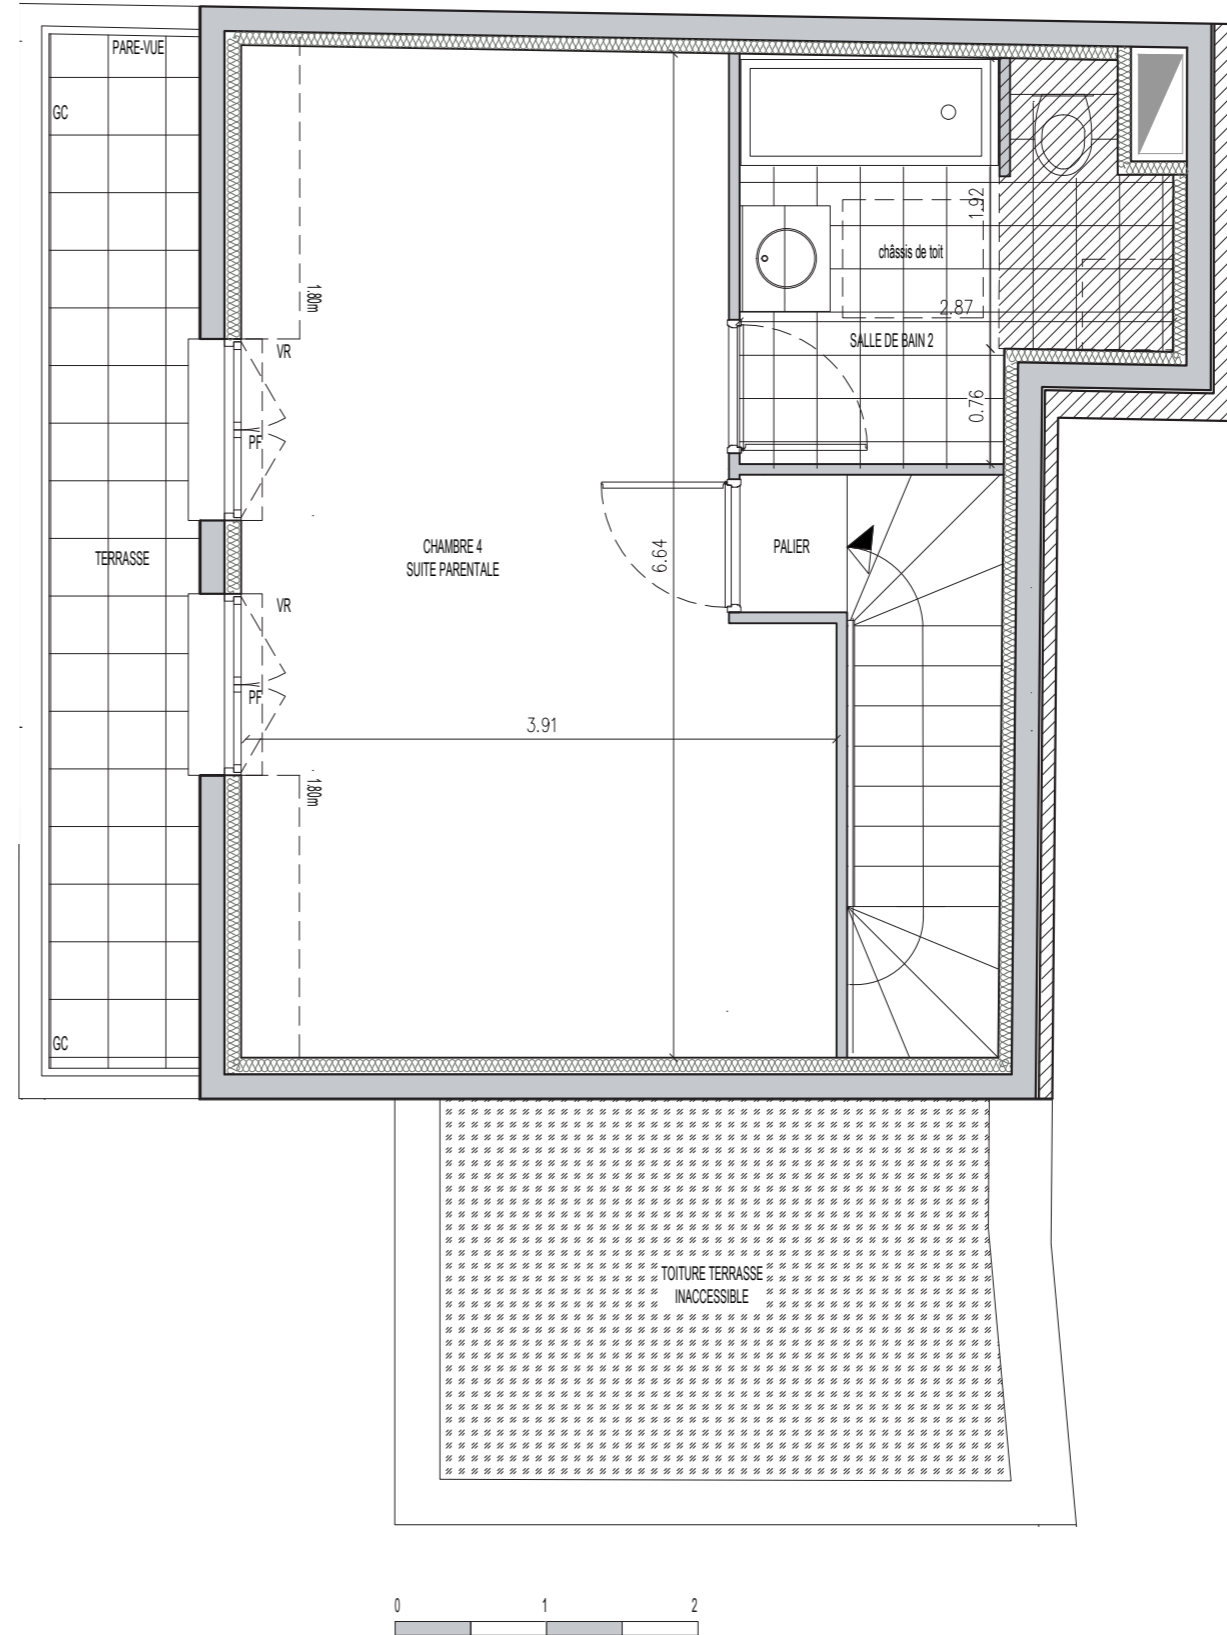 PARE-VUE
GC
1.80m
1.92
châssis de toit
2.87
SALLE DE BAIN 2
VR
0.76
PF
CHAMBRE 4
SUITE PARENTALE
6.64
PALIER
TERRASSE
VR
PF
3.91
1.80m
GC
TOITURE TERRASSE
INACCESSIBLE
0 1 2